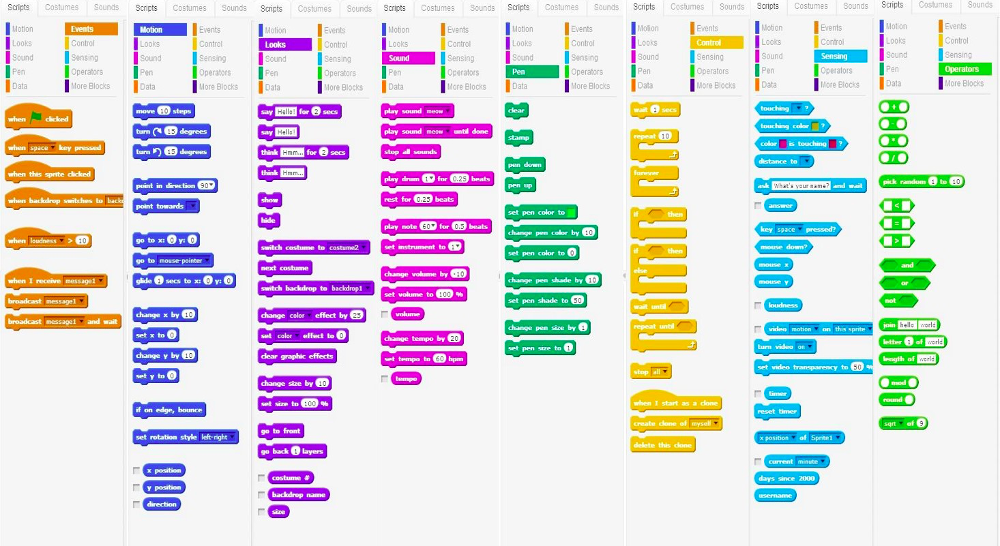 Scripts Costumes Sounds
Motion Events
Looks Control
Sound Sensing
Pen Operators
Data More Blocks
when clicked
when space key pressed
when this sprite clicked
when backdrop switches to
when loudness > 10
when I receive message1
broadcast message1
broadcast message1 and wait
Scripts Costumes Sounds
Motion Events
Looks Control
Sound Sensing
Pen Operators
Data More Blocks
move 10 steps
turn 15 degrees
turn 15 degrees
point in direction 90
point towards
go to x: 0 y: 0
go to mouse-pointer
glide 1 secs to x: 0 y: 0
change x by 10
set x to 0
change y by 10
set y to 0
if on edge, bounce
set rotation style left-right
x position
y position
direction
Scripts Costumes Sounds
Motion Events
Looks Control
Sound Sensing
Pen Operators
Data More Blocks
say Hello! for 2 secs
say Hello!
think Hmm... for 2 secs
think Hmm...
show
hide
switch costume to costume2
next costume
switch backdrop to backdrop1
change color effect by 25
set color effect to 0
clear graphic effects
change size by 10
set size to 100 %
go to front
go back 1 layers
costume #
backdrop name
size
Scripts Costumes Sounds
Motion Events
Looks Control
Sound Sensing
Pen Operators
Data More Blocks
play sound meow
play sound meow until done
stop all sounds
play drum 1 for 0.25 beats
rest for 0.25 beats
play note 60 for 0.5 beats
set instrument to 1
change volume by -10
set volume to 100 %
volume
change tempo by 20
set tempo to 60 bpm
tempo
Scripts Costumes Sounds
Motion Events
Looks Control
Sound Sensing
Pen Operators
Data More Blocks
clear
stamp
pen down
pen up
set pen color to
change pen color by 10
set pen color to 0
change pen shade by 10
set pen shade to 50
change pen size by 1
set pen size to 1
Scripts Costumes Sounds
Motion Events
Looks Control
Sound Sensing
Pen Operators
Data More Blocks
wait 1 secs
repeat 10
forever
if then
if then
else
wait until
repeat until
stop all
when I start as a clone
create clone of myself
delete this clone
Scripts Costumes Sounds
Motion Events
Looks Control
Sound Sensing
Pen Operators
Data More Blocks
touching ?
touching color ?
color is touching ?
distance to
ask What's your name? and wait
answer
key space pressed?
mouse down?
mouse x
mouse y
loudness
video motion on this sprite
turn video on
set video transparency to 50 %
timer
reset timer
x position of Sprite1
current minute
days since 2000
username
Scripts Costumes Sounds
Motion Events
Looks Control
Sound Sensing
Pen Operators
Data More Blocks
+
-
*
/
pick random 1 to 10
<
=
>
and
or
not
join hello world
letter 1 of world
length of world
mod
round
sqrt of 9